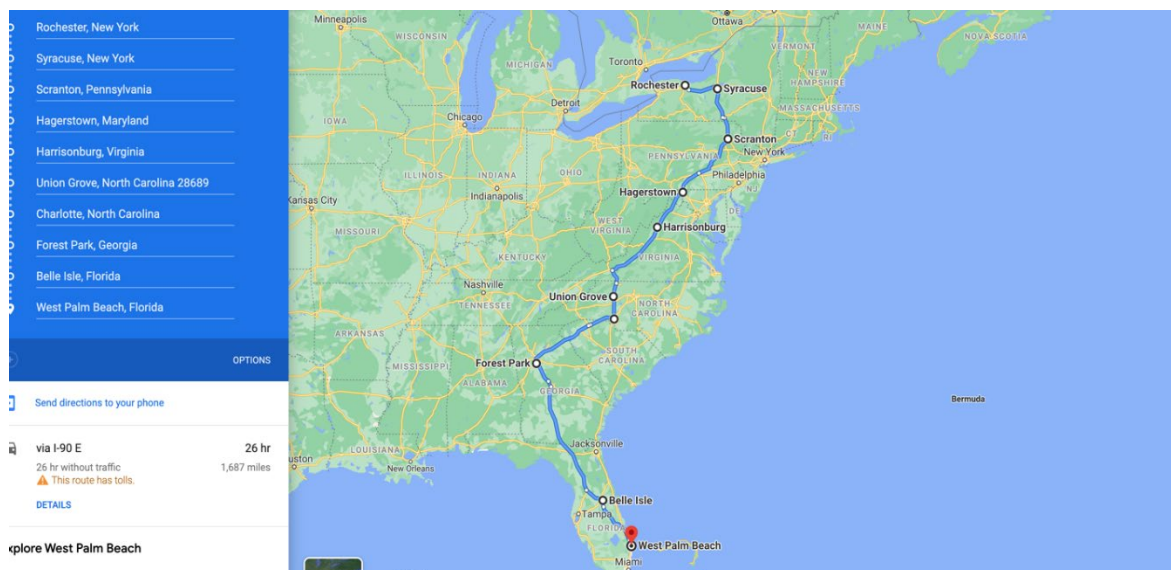 Rochester, New York
Syracuse, New York
Scranton, Pennsylvania
Hagerstown, Maryland
Harrisonburg, Virginia
Union Grove, North Carolina 28689
Charlotte, North Carolina
Forest Park, Georgia
Belle Isle, Florida
West Palm Beach, Florida
OPTIONS
Send directions to your phone
via I-90 E 26 hr
26 hr without traffic 1,687 miles
This route has tolls.
DETAILS
xplore West Palm Beach
Minneapolis
WISCONSIN
Ottawa
MAINE
NOVA SCOTIA
VERMONT
MICHIGAN
Toronto
NEW
HAMPSHIRE
Rochester
Syracuse
MASSACHUSETTS
Detroit
IOWA
Chicago
Scranton
CT
RI
New York
PENNSYLVANIA
Philadelphia
ILLINOIS
INDIANA
OHIO
Hagerstown
NJ
Kansas City
Indianapolis
DE
WEST
VIRGINIA
Harrisonburg
MISSOURI
KENTUCKY
VIRGINIA
Nashville
Union Grove
TENNESSEE
NORTH
CAROLINA
ARKANSAS
SOUTH
CAROLINA
Forest Park
MISSISSIPPI
ALABAMA
GEORGIA
Bermuda
Jacksonville
LOUISIANA
uston
New Orleans
Belle Isle
Tampa
FLORIDA
West Palm Beach
Miami